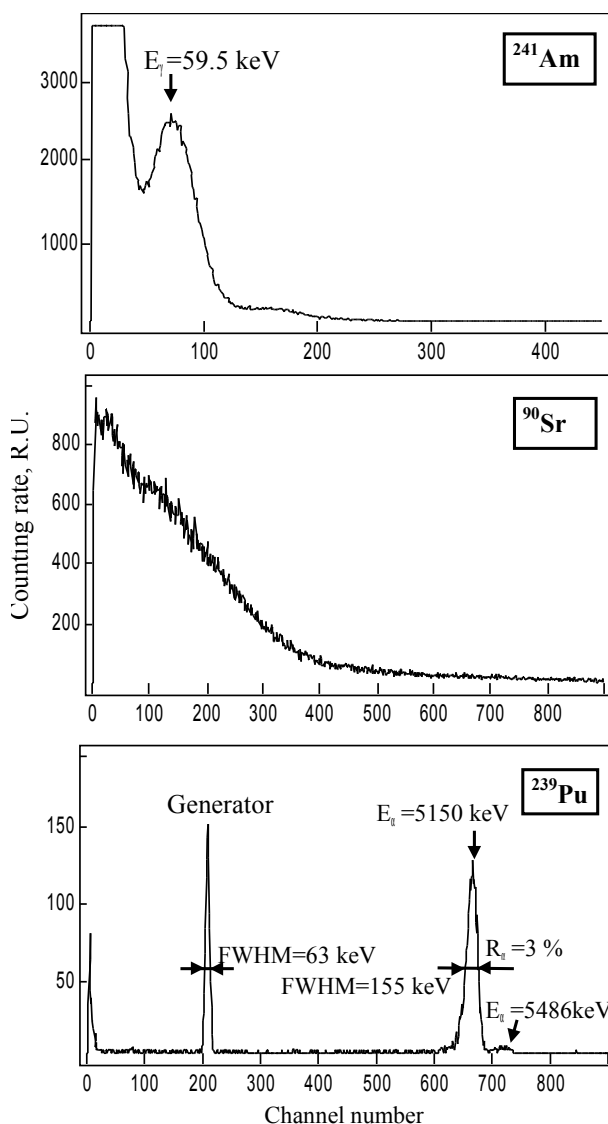 ²⁴¹Am
E_γ=59.5 keV
3000
2000
1000
0 100 200 300 400
⁹⁰Sr
Counting rate, R.U.
800
600
400
200
0 100 200 300 400 500 600 700 800
²³⁹Pu
Generator
E_α=5150 keV
150
100
50
FWHM=63 keV
R_α=3 %
FWHM=155 keV
E_α=5486keV
0 100 200 300 400 500 600 700 800
Channel number